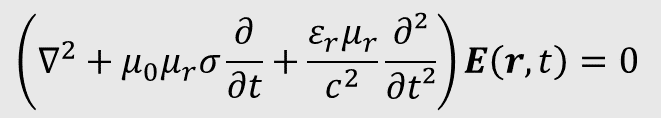 (∇² + μ₀μᵣσ ∂/∂t + εᵣμᵣ/c² ∂²/∂t²) E(r, t) = 0